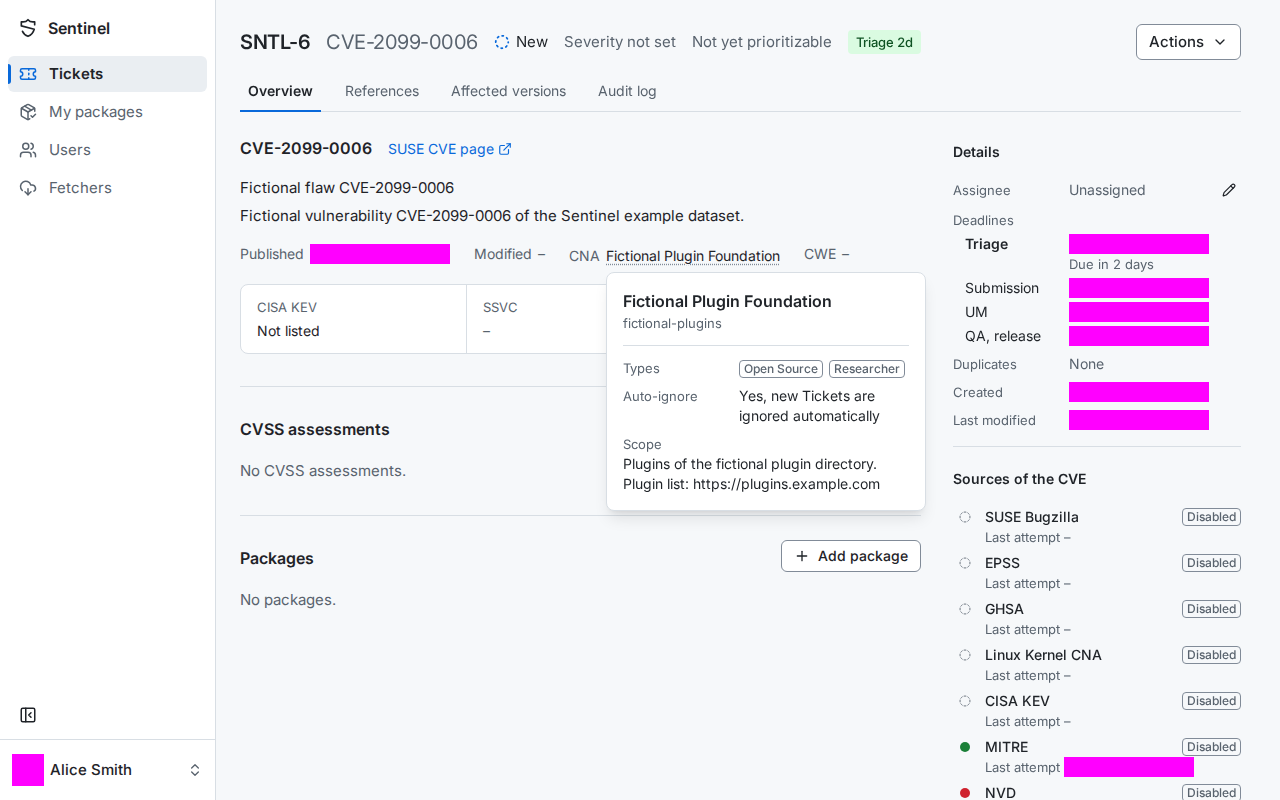 Sentinel
Tickets
My packages
Users
Fetchers
Alice Smith
SNTL-6 CVE-2099-0006 New Severity not set Not yet prioritizable Triage 2d
Actions
Overview References Affected versions Audit log
CVE-2099-0006 SUSE CVE page
Fictional flaw CVE-2099-0006
Fictional vulnerability CVE-2099-0006 of the Sentinel example dataset.
Published Modified – CNA Fictional Plugin Foundation CWE –
CISA KEV
Not listed
SSVC
–
Fictional Plugin Foundation
fictional-plugins
Types Open Source Researcher
Auto-ignore Yes, new Tickets are
ignored automatically
Scope
Plugins of the fictional plugin directory.
Plugin list: https://plugins.example.com
CVSS assessments
No CVSS assessments.
Packages
Add package
No packages.
Details
Assignee Unassigned
Deadlines
Triage
Due in 2 days
Submission
UM
QA, release
Duplicates None
Created
Last modified
Sources of the CVE
SUSE Bugzilla Disabled
Last attempt –
EPSS Disabled
Last attempt –
GHSA Disabled
Last attempt –
Linux Kernel CNA Disabled
Last attempt –
CISA KEV Disabled
Last attempt –
MITRE Disabled
Last attempt
NVD Disabled